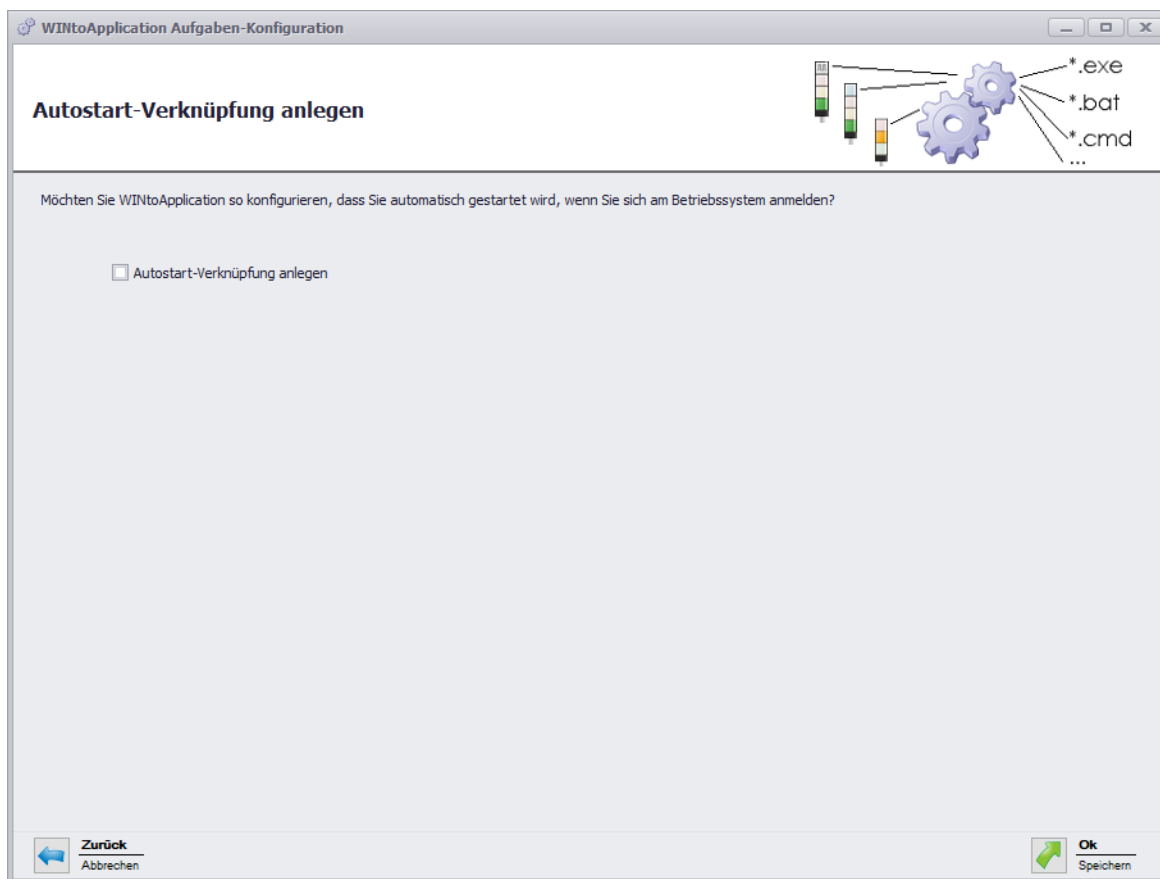 WINtoApplication Aufgaben-Konfiguration
Autostart-Verknüpfung anlegen
*.exe
*.bat
*.cmd
...
Möchten Sie WINtoApplication so konfigurieren, dass Sie automatisch gestartet wird, wenn Sie sich am Betriebssystem anmelden?
Autostart-Verknüpfung anlegen
Zurück
Abbrechen
Ok
Speichern